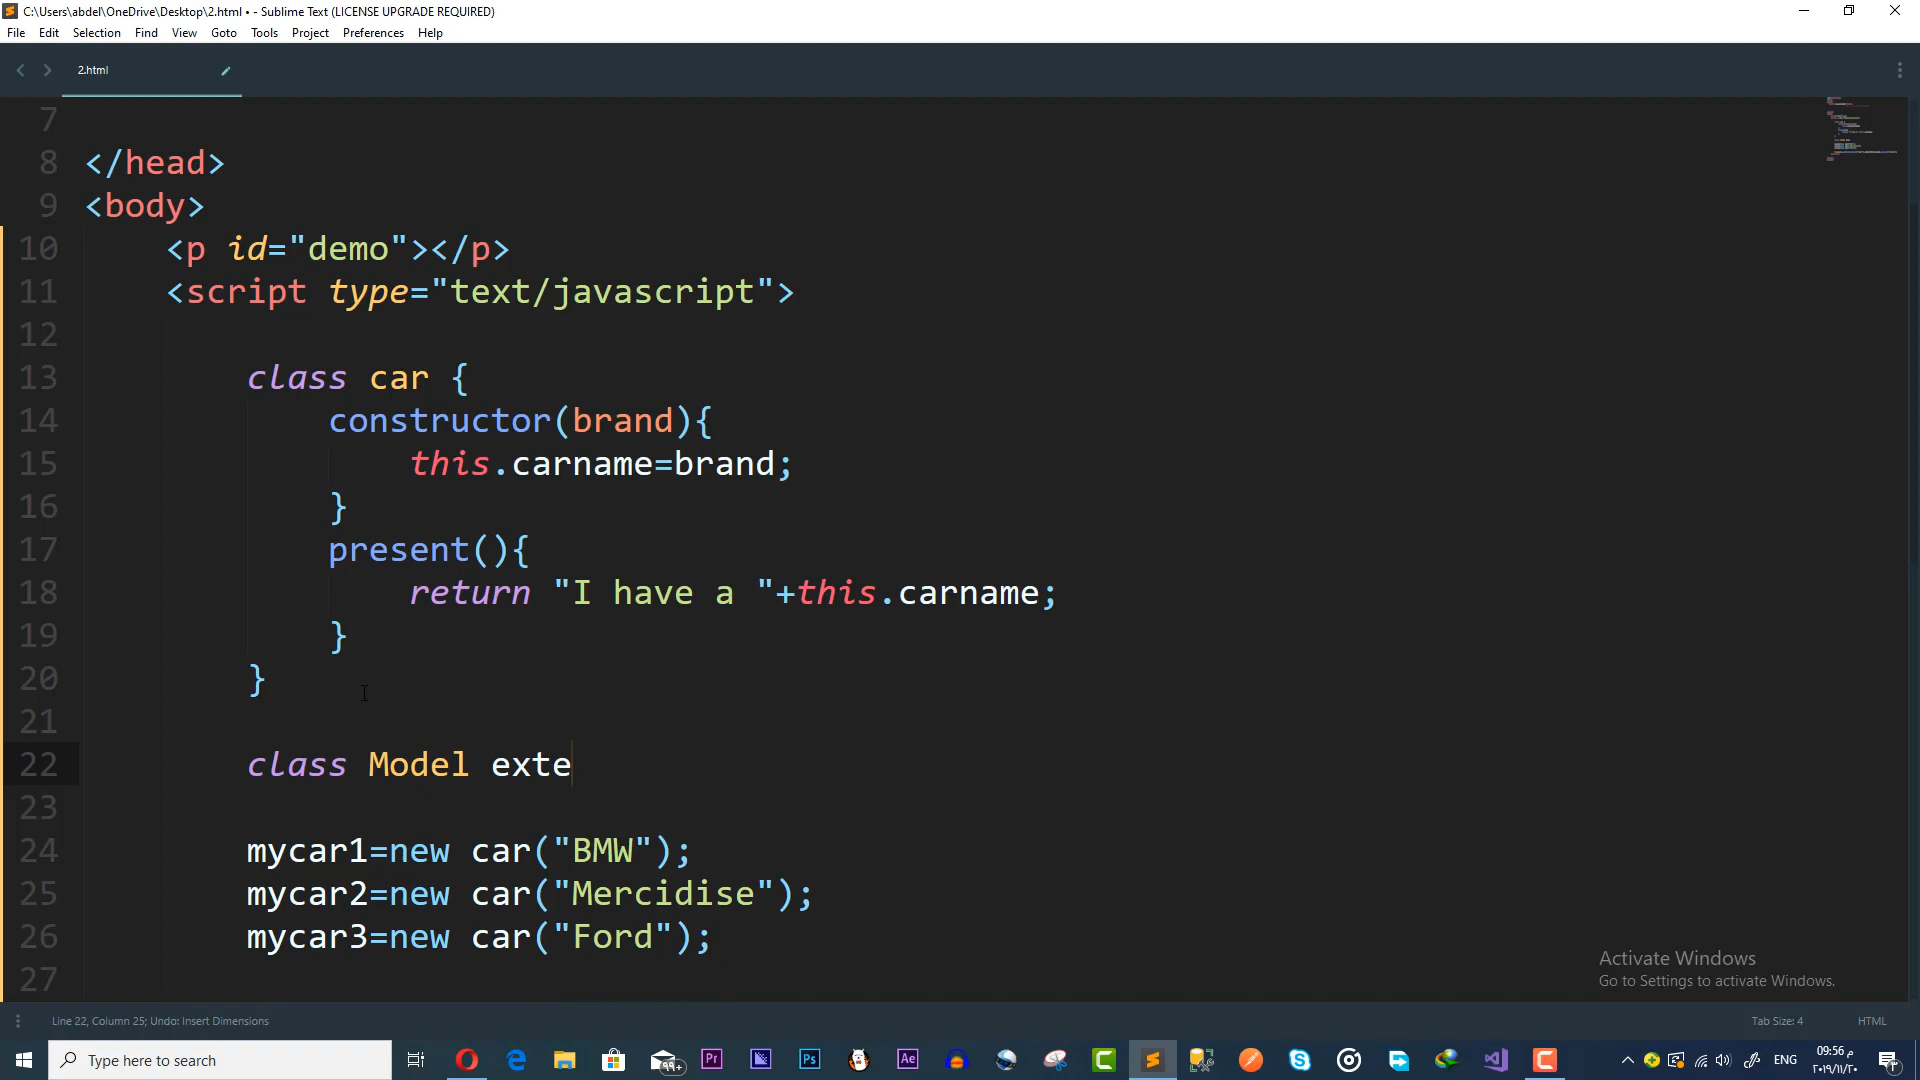 C:\Users\abdel\OneDrive\Desktop\2.html • - Sublime Text (LICENSE UPGRADE REQUIRED)
File Edit Selection Find View Goto Tools Project Preferences Help
2.html
7
8 </head>
9 <body>
10 <p id="demo"></p>
11 <script type="text/javascript">
12
13 class car {
14 constructor(brand){
15 this.carname=brand;
16 }
17 present(){
18 return "I have a "+this.carname;
19 }
20 }
21
22 class Model exte
23
24 mycar1=new car("BMW");
25 mycar2=new car("Mercidise");
26 mycar3=new car("Ford");
27
Activate Windows
Go to Settings to activate Windows.
Line 22, Column 25; Undo: Insert Dimensions
Tab Size: 4
HTML
Type here to search
ENG
09:56 م
٢٠١٩/١١/٢٠